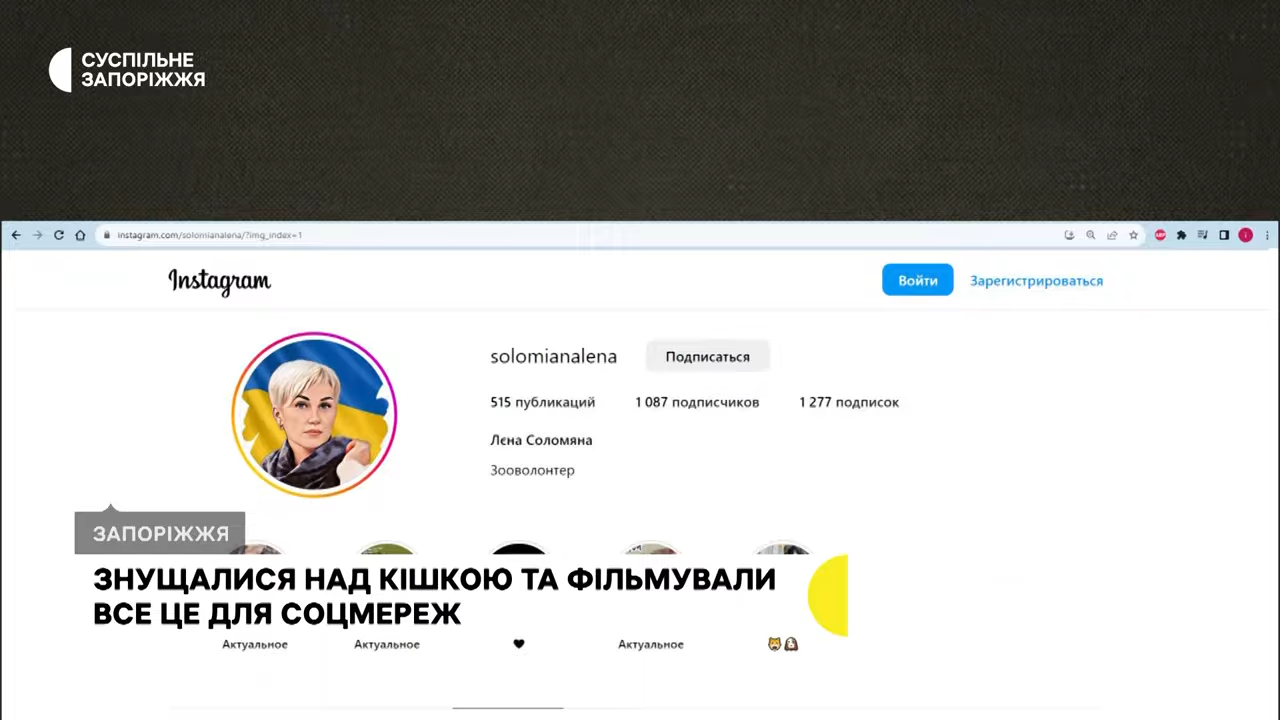 СУСПІЛЬНЕ
ЗАПОРІЖЖЯ
instagram.com/solomianalena/?img_index=1
Instagram
Войти
Зарегистрироваться
solomianalena
Подписаться
515 публикаций
1 087 подписчиков
1 277 подписок
Лєна Соломяна
Зооволонтер
ЗАПОРІЖЖЯ
ЗНУЩАЛИСЯ НАД КІШКОЮ ТА ФІЛЬМУВАЛИ
ВСЕ ЦЕ ДЛЯ СОЦМЕРЕЖ
Актуальное
Актуальное
Актуальное